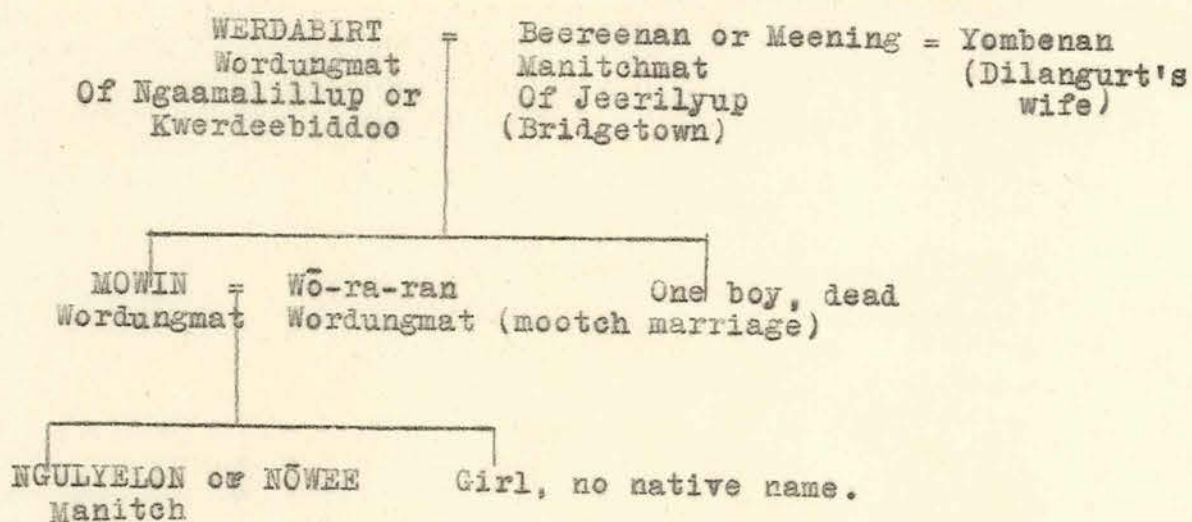 WERDABIRT = Beereenan or Meening = Yombenan
Wordungmat Manitchmat (Dilangurt's
Of Ngaamalillup or Of Jeerilyup wife)
Kwerdeebiddoo (Bridgetown)
MOWIN = Wō-ra-ran One boy, dead
Wordungmat Wordungmat (mootch marriage)
NGULYELON or NŌWEE Girl, no native name.
Manitch